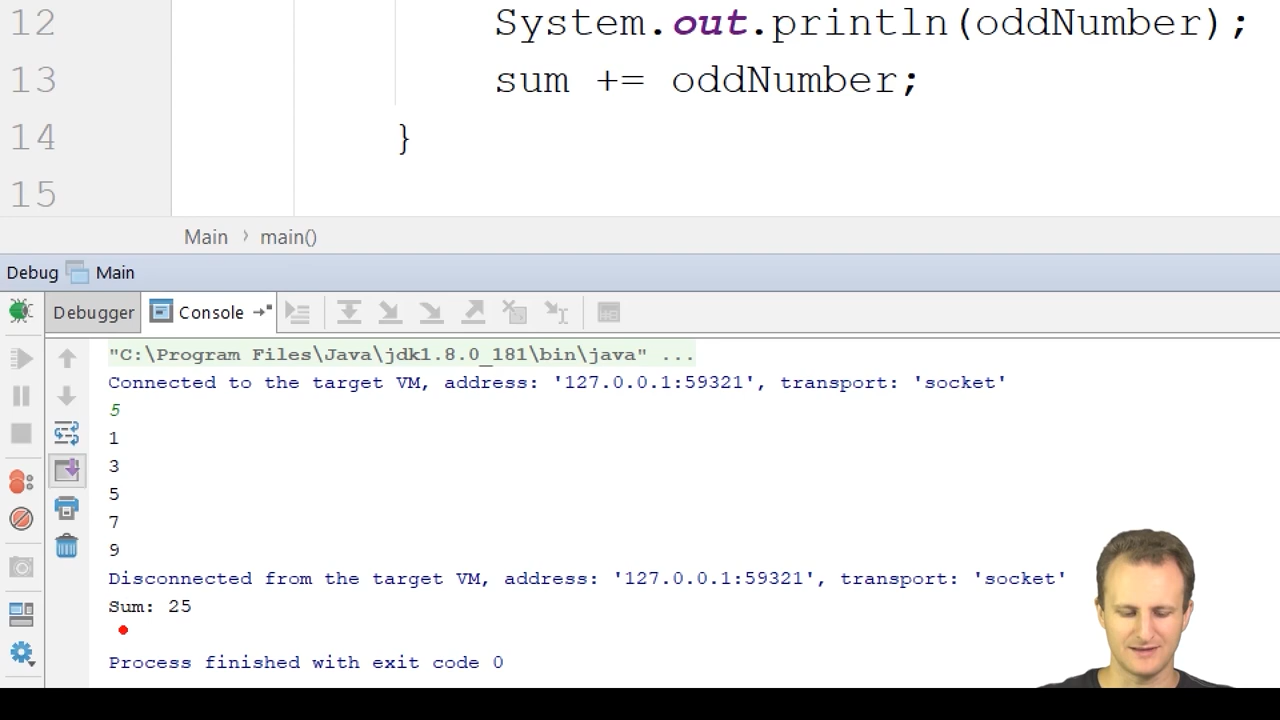 12 System.out.println(oddNumber);
13 sum += oddNumber;
14 }
15
Main › main()
Debug Main
Debugger Console
"C:\Program Files\Java\jdk1.8.0_181\bin\java" ...
Connected to the target VM, address: '127.0.0.1:59321', transport: 'socket'
5
1
3
5
7
9
Disconnected from the target VM, address: '127.0.0.1:59321', transport: 'socket'
Sum: 25
Process finished with exit code 0